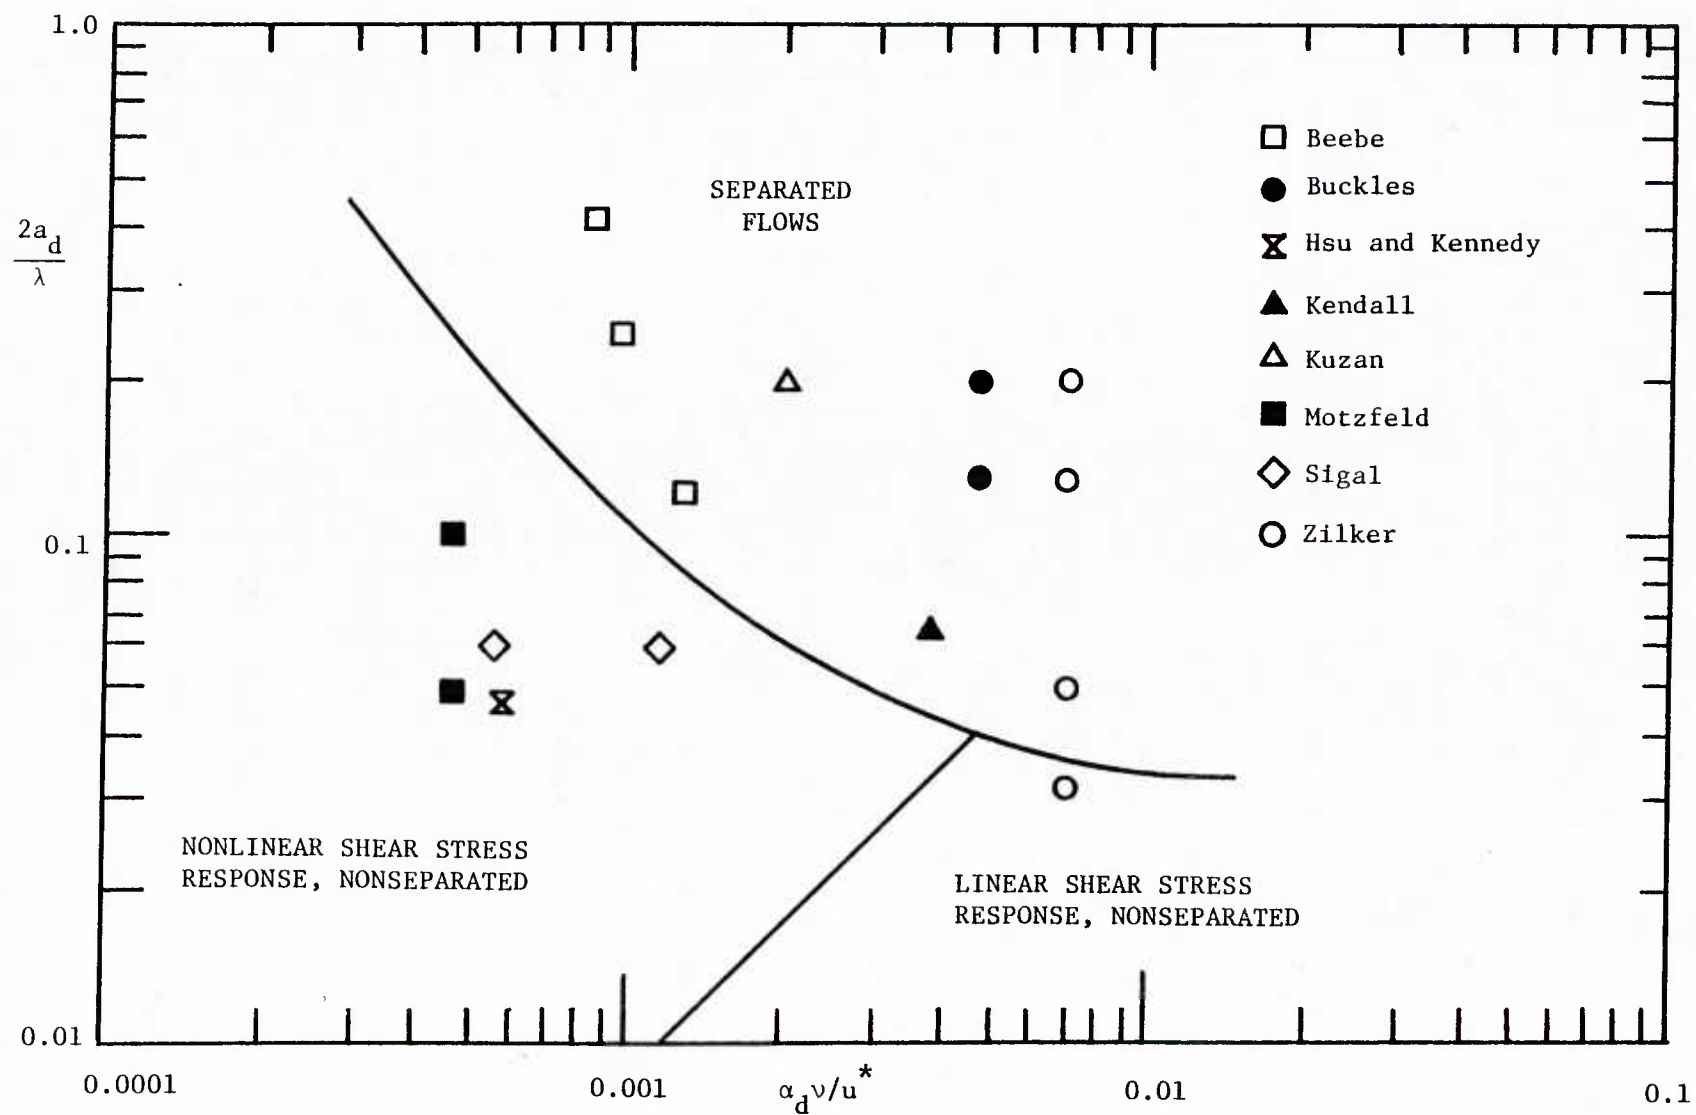 1.0
2a_d
λ
0.1
0.01
0.0001
0.001
α_d ν/u*
0.01
0.1
SEPARATED
FLOWS
Beebe
Buckles
Hsu and Kennedy
Kendall
Kuzan
Motzfeld
Sigal
Zilker
NONLINEAR SHEAR STRESS
RESPONSE, NONSEPARATED
LINEAR SHEAR STRESS
RESPONSE, NONSEPARATED